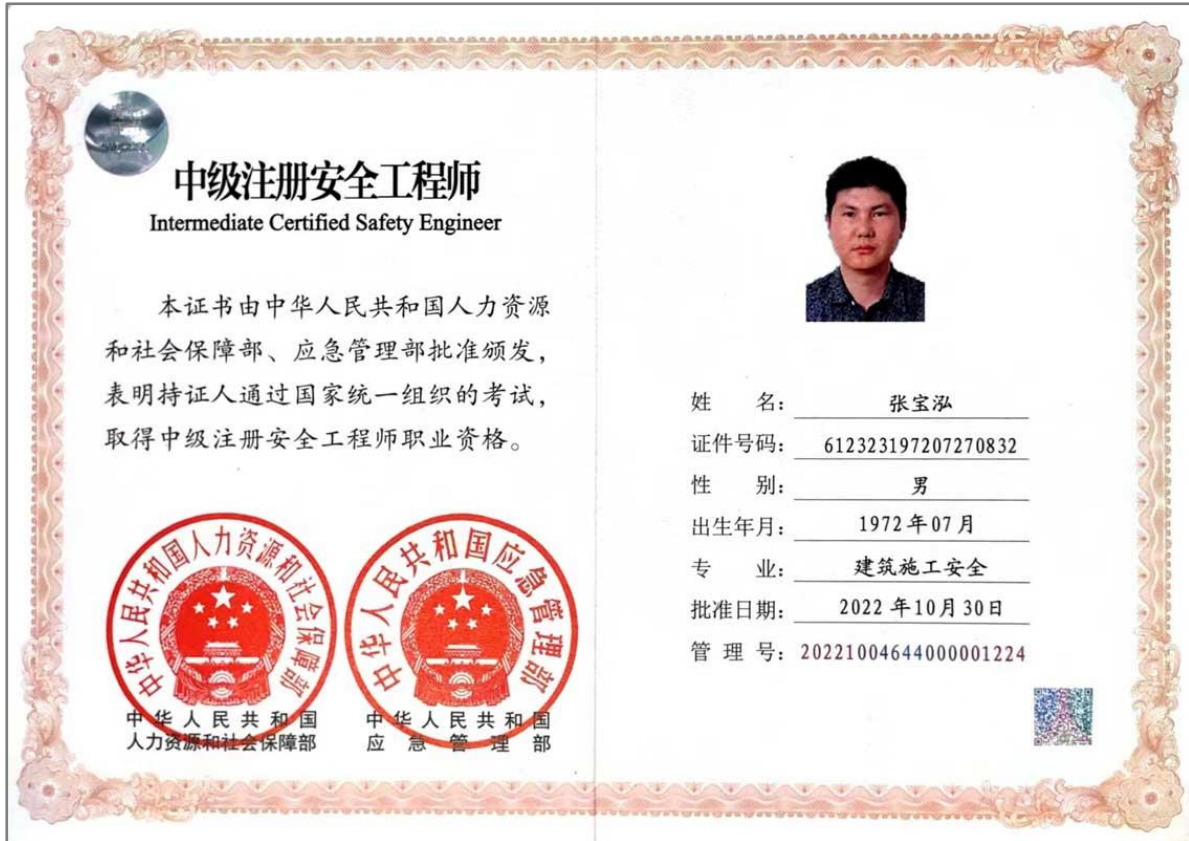 中级注册安全工程师
Intermediate Certified Safety Engineer
本证书由中华人民共和国人力资源
和社会保障部、应急管理部批准颁发，
表明持证人通过国家统一组织的考试，
取得中级注册安全工程师职业资格。
中华人民共和国人力资源和社会保障部
中华人民共和国
人力资源和社会保障部
中华人民共和国应急管理部
中华人民共和国
应急管理部
姓 名： 张宝泓
证件号码： 612323197207270832
性 别： 男
出生年月： 1972年07月
专 业： 建筑施工安全
批准日期： 2022年10月30日
管 理 号： 20221004644000001224